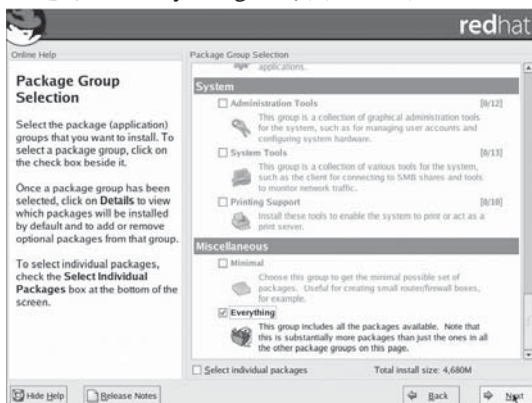 redhat
Online Help
Package Group Selection
Package Group
Selection
Select the package (application)
groups that you want to install. To
select a package group, click on
the check box beside it.
Once a package group has been
selected, click on Details to view
which packages will be installed
by default and to add or remove
optional packages from that group.
To select individual packages,
check the Select Individual
Packages box at the bottom of the
screen.
applications.
System
Administration Tools [0/12]
This group is a collection of graphical administration tools
for the system, such as for managing user accounts and
configuring system hardware.
System Tools [0/13]
This group is a collection of various tools for the system,
such as the client for connecting to SMB shares and tools
to monitor network traffic.
Printing Support [0/10]
Install these tools to enable the system to print or act as a
print server.
Miscellaneous
Minimal
Choose this group to get the minimal possible set of
packages. Useful for creating small router/firewall boxes,
for example.
Everything
This group includes all the packages available. Note that
this is substantially more packages than just the ones in all
the other package groups on this page.
Select individual packages Total install size: 4,680M
Hide Help Release Notes Back Next